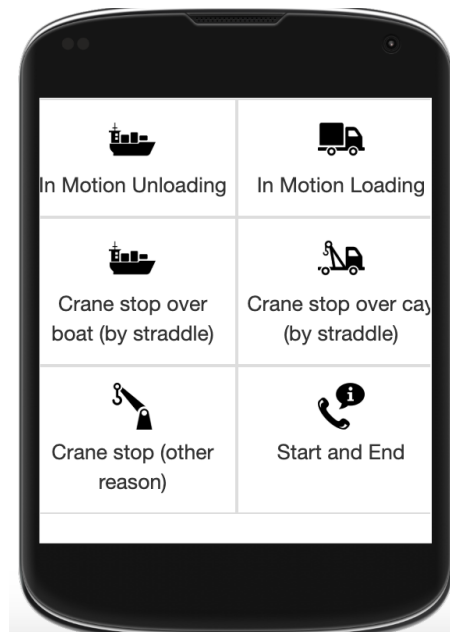 In Motion Unloading
In Motion Loading
Crane stop over
boat (by straddle)
Crane stop over cay
(by straddle)
Crane stop (other
reason)
Start and End